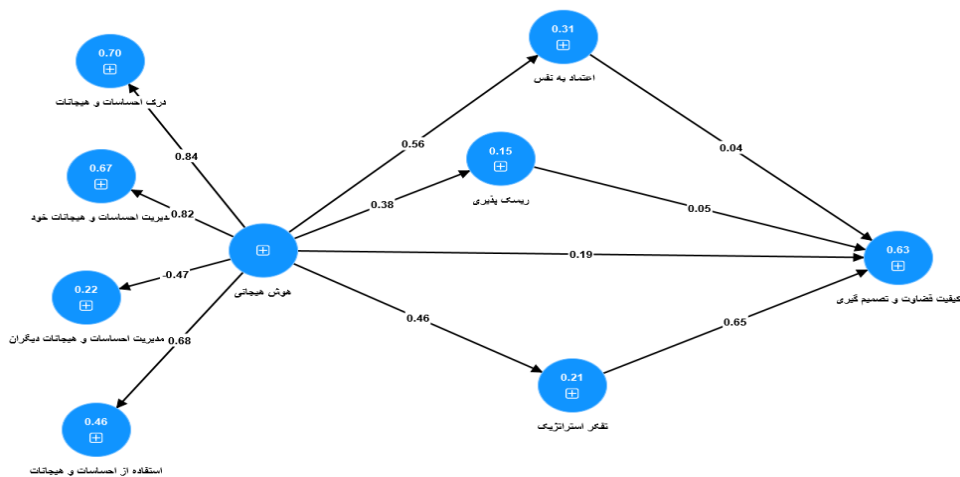 0.31
اعتماد به نفس
0.70
درک احساسات و هیجانات
0.84
0.56
0.04
0.15
ریسک پذیری
0.67
مدیریت احساسات و هیجانات خود
0.82
0.38
0.05
هوش هیجانی
0.19
0.63
کیفیت قضاوت و تصمیم گیری
0.22
مدیریت احساسات و هیجانات دیگران
-0.47
0.68
0.46
0.65
0.21
تفکر استراتژیک
0.46
استفاده از احساسات و هیجانات